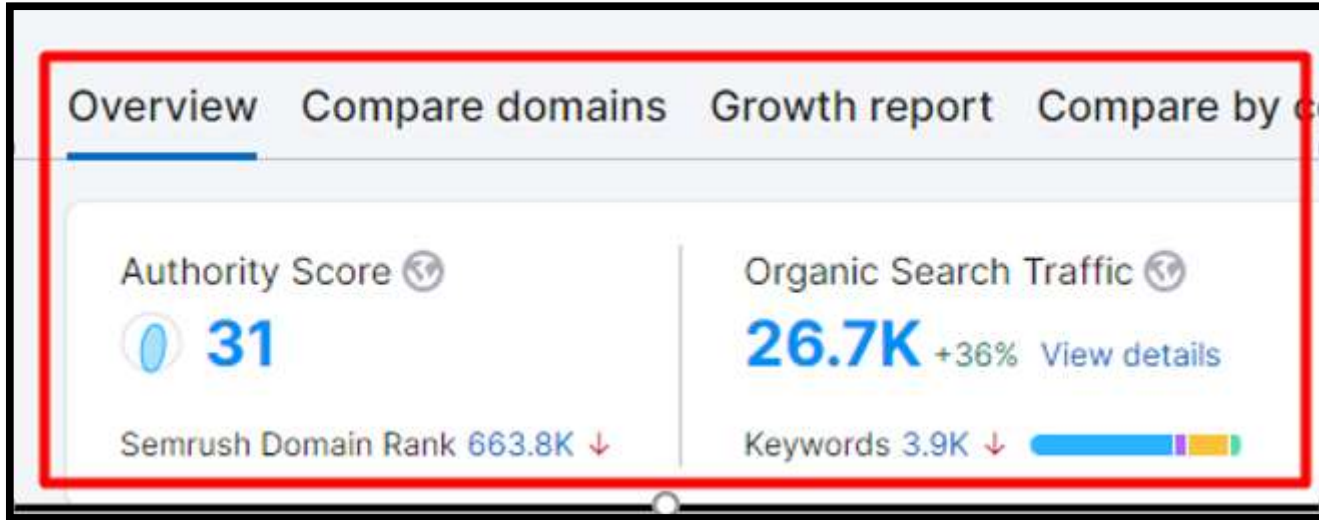 Overview Compare domains Growth report Compare by
Authority Score
31
Semrush Domain Rank 663.8K ↓
Organic Search Traffic
26.7K +36% View details
Keywords 3.9K ↓